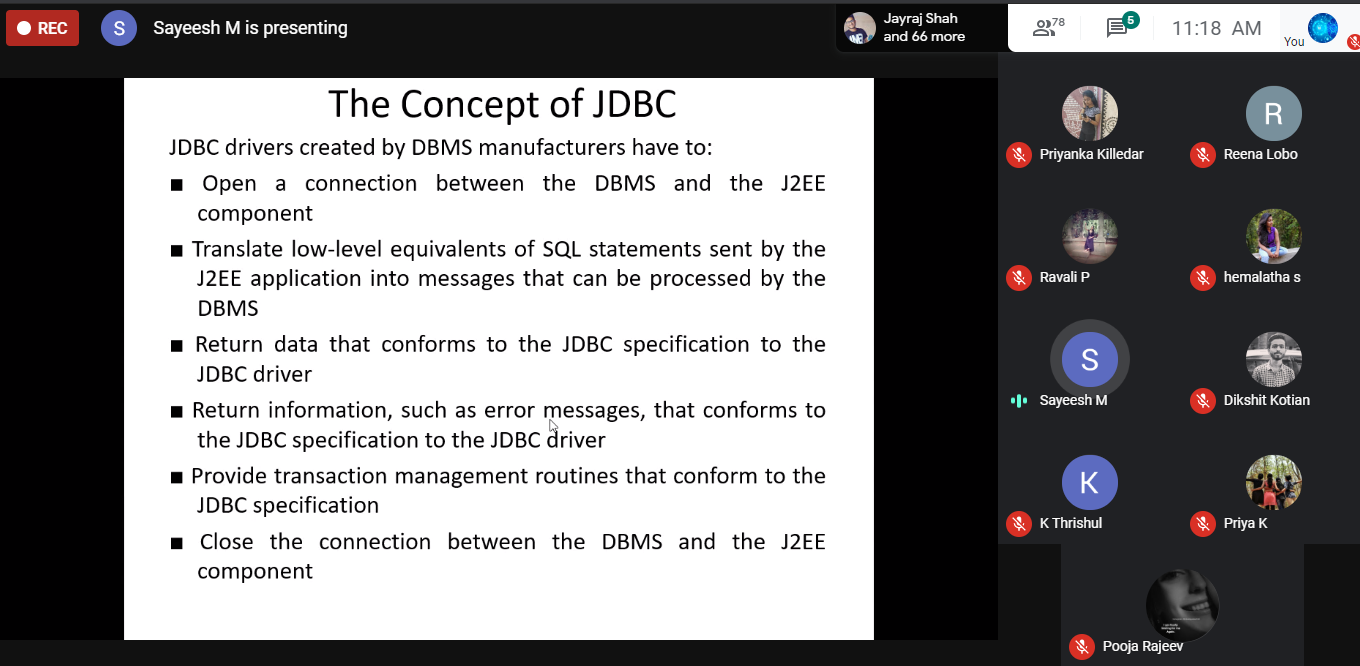 REC
S
Sayeesh M is presenting
Jayraj Shah
and 66 more
78
5
11:18 AM
You
The Concept of JDBC
JDBC drivers created by DBMS manufacturers have to:
■ Open a connection between the DBMS and the J2EE
component
■ Translate low-level equivalents of SQL statements sent by the
J2EE application into messages that can be processed by the
DBMS
■ Return data that conforms to the JDBC specification to the
JDBC driver
■ Return information, such as error messages, that conforms to
the JDBC specification to the JDBC driver
■ Provide transaction management routines that conform to the
JDBC specification
■ Close the connection between the DBMS and the J2EE
component
Priyanka Killedar
R
Reena Lobo
Ravali P
hemalatha s
S
Sayeesh M
Dikshit Kotian
K
K Thrishul
Priya K
Pooja Rajeev